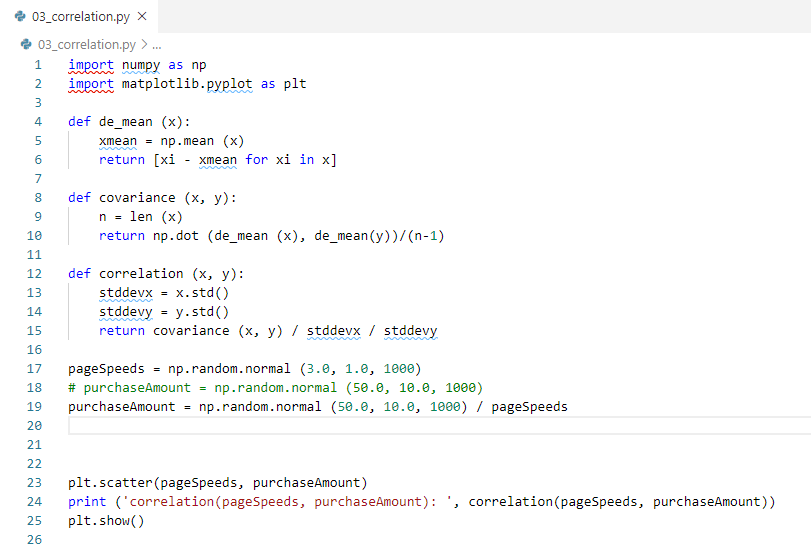 03_correlation.py ×
03_correlation.py > ...
1 import numpy as np
2 import matplotlib.pyplot as plt
3
4 def de_mean (x):
5     xmean = np.mean (x)
6     return [xi - xmean for xi in x]
7
8 def covariance (x, y):
9     n = len (x)
10     return np.dot (de_mean (x), de_mean(y))/(n-1)
11
12 def correlation (x, y):
13     stddevx = x.std()
14     stddevy = y.std()
15     return covariance (x, y) / stddevx / stddevy
16
17 pageSpeeds = np.random.normal (3.0, 1.0, 1000)
18 # purchaseAmount = np.random.normal (50.0, 10.0, 1000)
19 purchaseAmount = np.random.normal (50.0, 10.0, 1000) / pageSpeeds
20
21
22
23 plt.scatter(pageSpeeds, purchaseAmount)
24 print ('correlation(pageSpeeds, purchaseAmount): ', correlation(pageSpeeds, purchaseAmount))
25 plt.show()
26